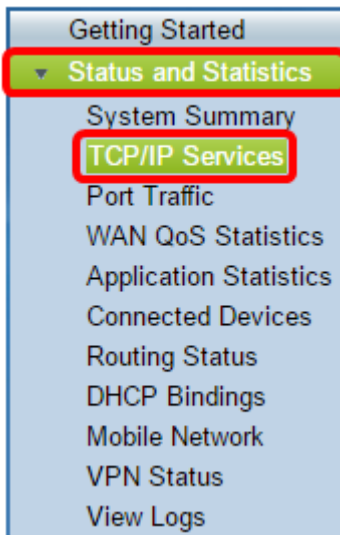 Getting Started
Status and Statistics
System Summary
TCP/IP Services
Port Traffic
WAN QoS Statistics
Application Statistics
Connected Devices
Routing Status
DHCP Bindings
Mobile Network
VPN Status
View Logs